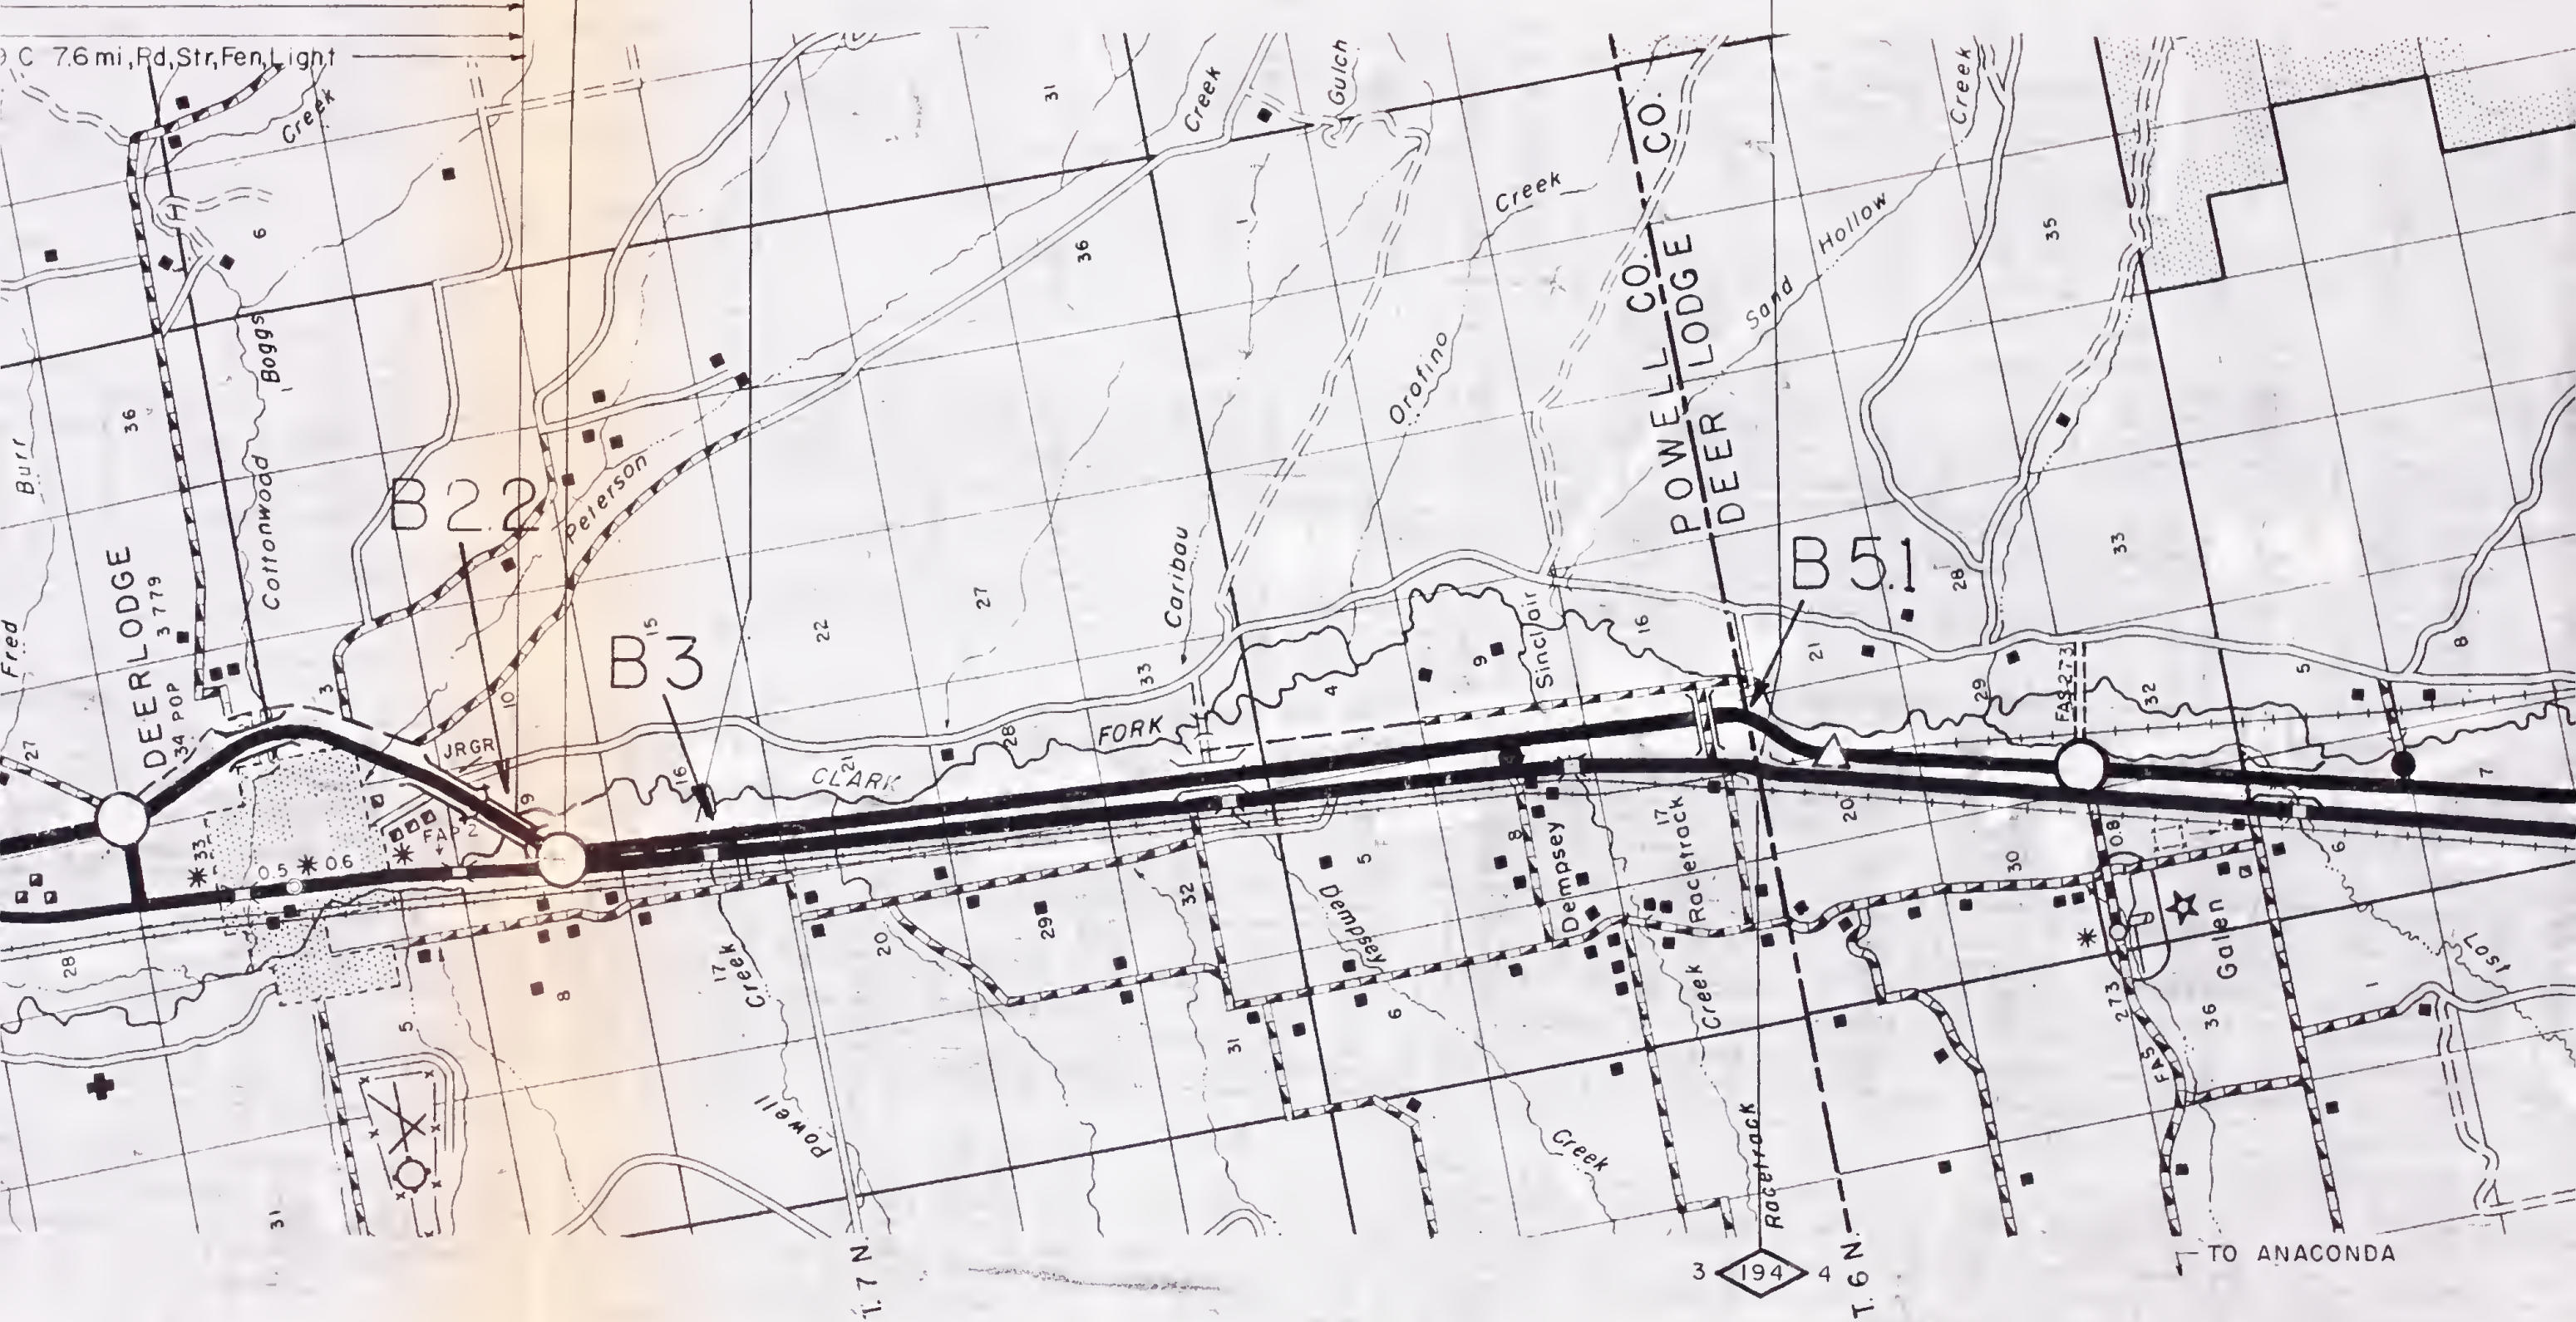 C 7.6 mi, Rd, Str, Fen, Light
Creek
31
Creek
Gulch
Creek
6
36
Creek
POWELL CO.
DEER LODGE CO.
Sand Hollow
35
Burr
Fred
36
Cottonwood
Boggs
B 2.2
Peterson
Orofino
B 5.1
28
33
DEER LODGE
3779
34 POP
27
3
10
JRGR
9
B 3
15
22
27
Caribou
33
4
9
Sinclair
16
21
29
FAS 273
32
5
8
CLARK FORK
16
21
28
33
0.5
0.6
FAP 2
28
5
8
17
Creek
Powell
20
29
32
31
5
Dempsey
6
Creek
8
Dempsey
17
Racetrack
Creek
Racetrack
20
30
0.8
Galen
273
FAS
36
6
7
Lost
1
31
T. 7 N.
3 194 4
T. 6 N.
TO ANACONDA